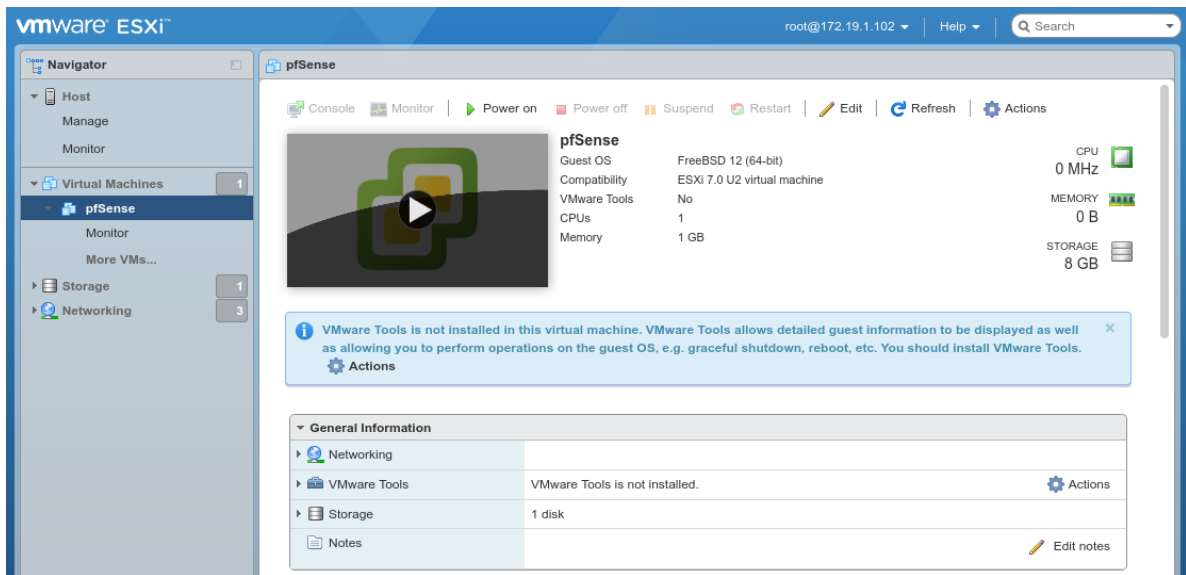 vmware ESXi™
root@172.19.1.102
Help
Search
Navigator
Host
Manage
Monitor
Virtual Machines 1
pfSense
Monitor
More VMs...
Storage 1
Networking 3
pfSense
Console Monitor Power on Power off Suspend Restart Edit Refresh Actions
pfSense
Guest OS FreeBSD 12 (64-bit)
Compatibility ESXi 7.0 U2 virtual machine
VMware Tools No
CPUs 1
Memory 1 GB
CPU
0 MHz
MEMORY
0 B
STORAGE
8 GB
VMware Tools is not installed in this virtual machine. VMware Tools allows detailed guest information to be displayed as well
as allowing you to perform operations on the guest OS, e.g. graceful shutdown, reboot, etc. You should install VMware Tools.
Actions
General Information
Networking
VMware Tools VMware Tools is not installed. Actions
Storage 1 disk
Notes Edit notes